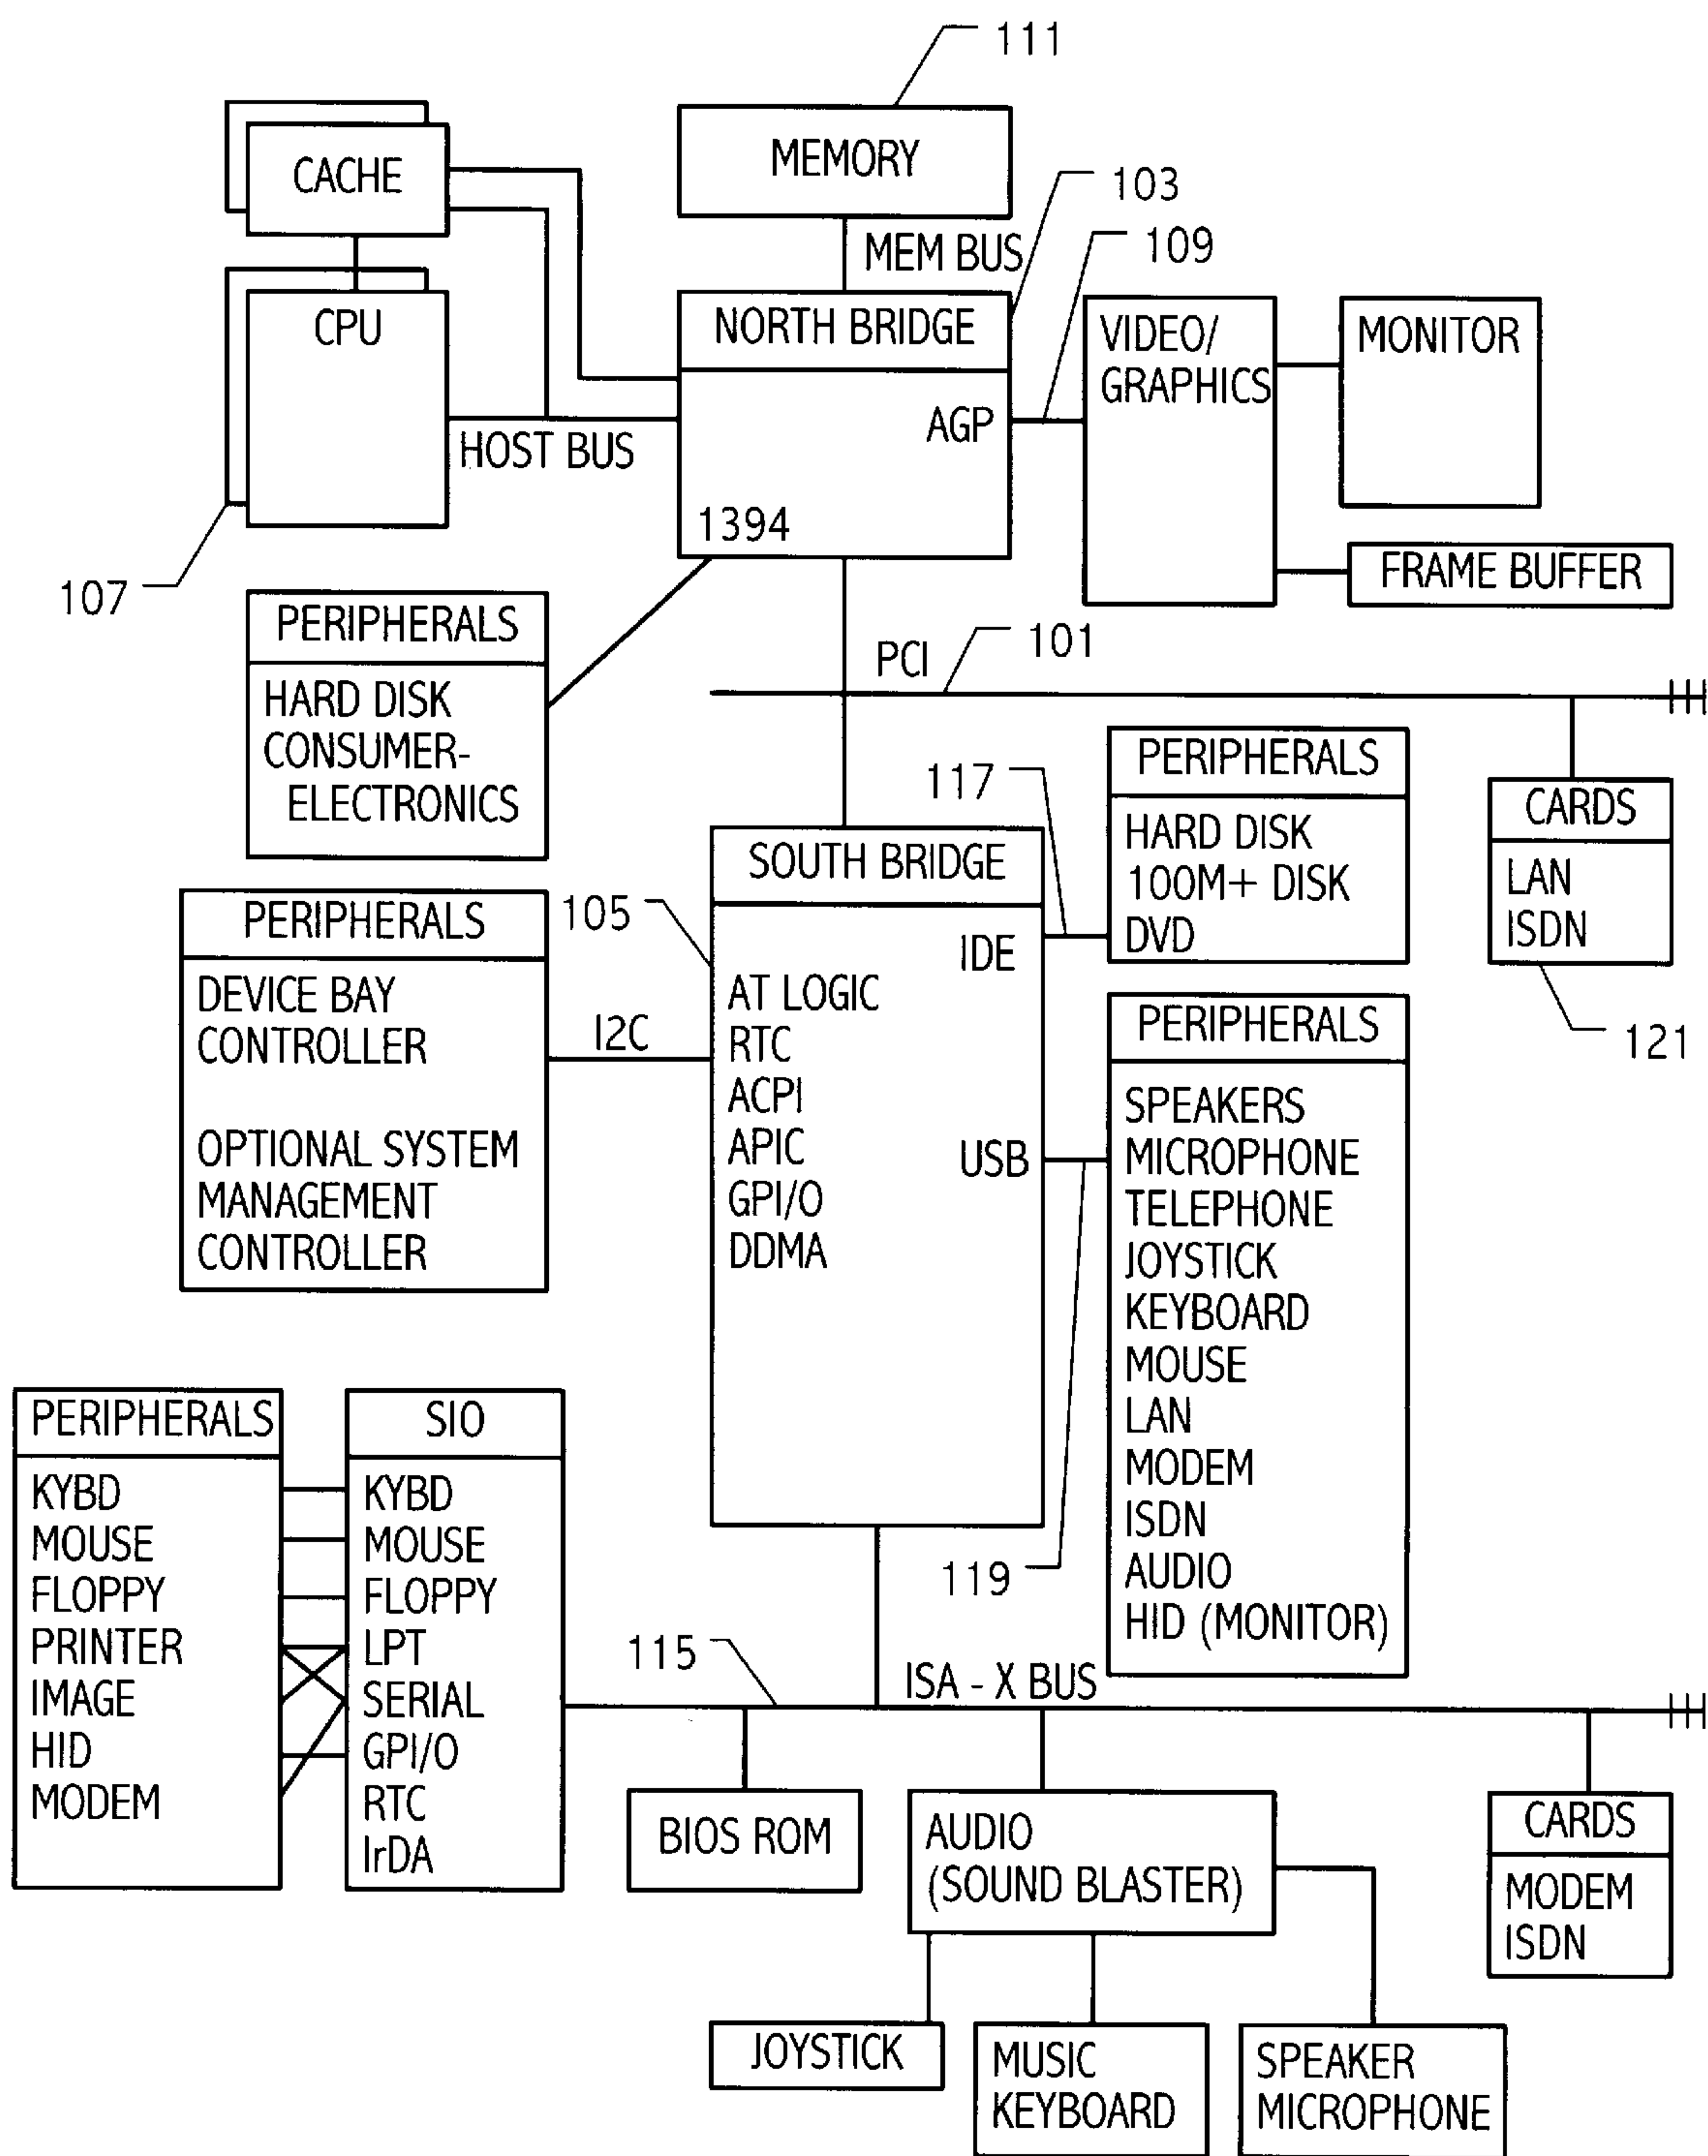 111
CACHE
MEMORY
103
MEM BUS
109
CPU
NORTH BRIDGE
VIDEO/
GRAPHICS
MONITOR
AGP
HOST BUS
1394
107
FRAME BUFFER
PERIPHERALS
HARD DISK
CONSUMER-
ELECTRONICS
PCI
101
117
PERIPHERALS
HARD DISK
100M+ DISK
DVD
CARDS
LAN
ISDN
121
SOUTH BRIDGE
105
IDE
AT LOGIC
RTC
ACPI
APIC
GPI/O
DDMA
USB
PERIPHERALS
DEVICE BAY
CONTROLLER
OPTIONAL SYSTEM
MANAGEMENT
CONTROLLER
I2C
PERIPHERALS
SPEAKERS
MICROPHONE
TELEPHONE
JOYSTICK
KEYBOARD
MOUSE
LAN
MODEM
ISDN
AUDIO
HID (MONITOR)
119
PERIPHERALS
KYBD
MOUSE
FLOPPY
PRINTER
IMAGE
HID
MODEM
SIO
KYBD
MOUSE
FLOPPY
LPT
SERIAL
GPI/O
RTC
IrDA
115
ISA - X BUS
BIOS ROM
AUDIO
(SOUND BLASTER)
CARDS
MODEM
ISDN
JOYSTICK
MUSIC
KEYBOARD
SPEAKER
MICROPHONE